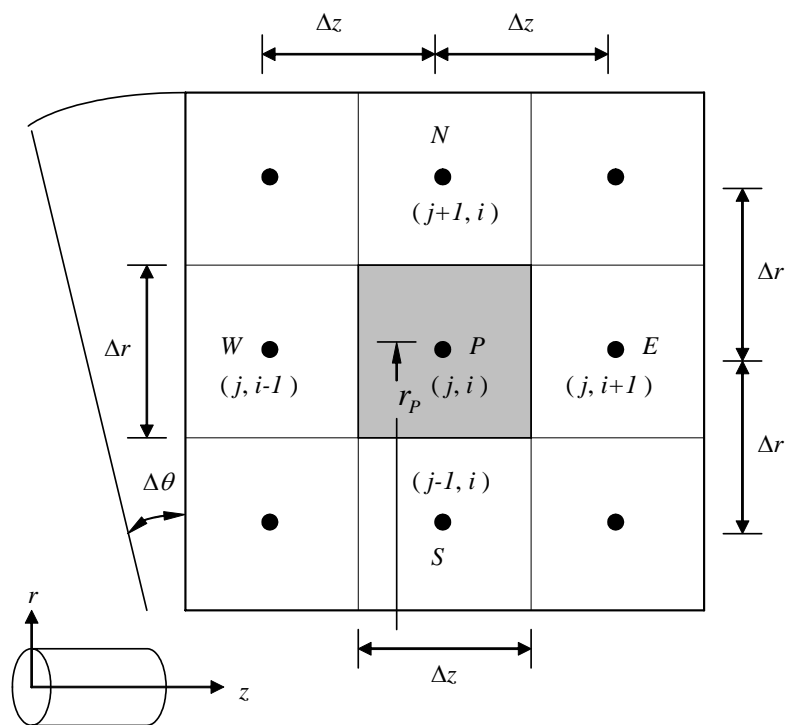 Δz Δz
N
(j+1, i)
Δr
Δr
W P E
(j, i-1) r_P (j, i) (j, i+1)
Δr
Δθ
(j-1, i)
S
r
Δz
z